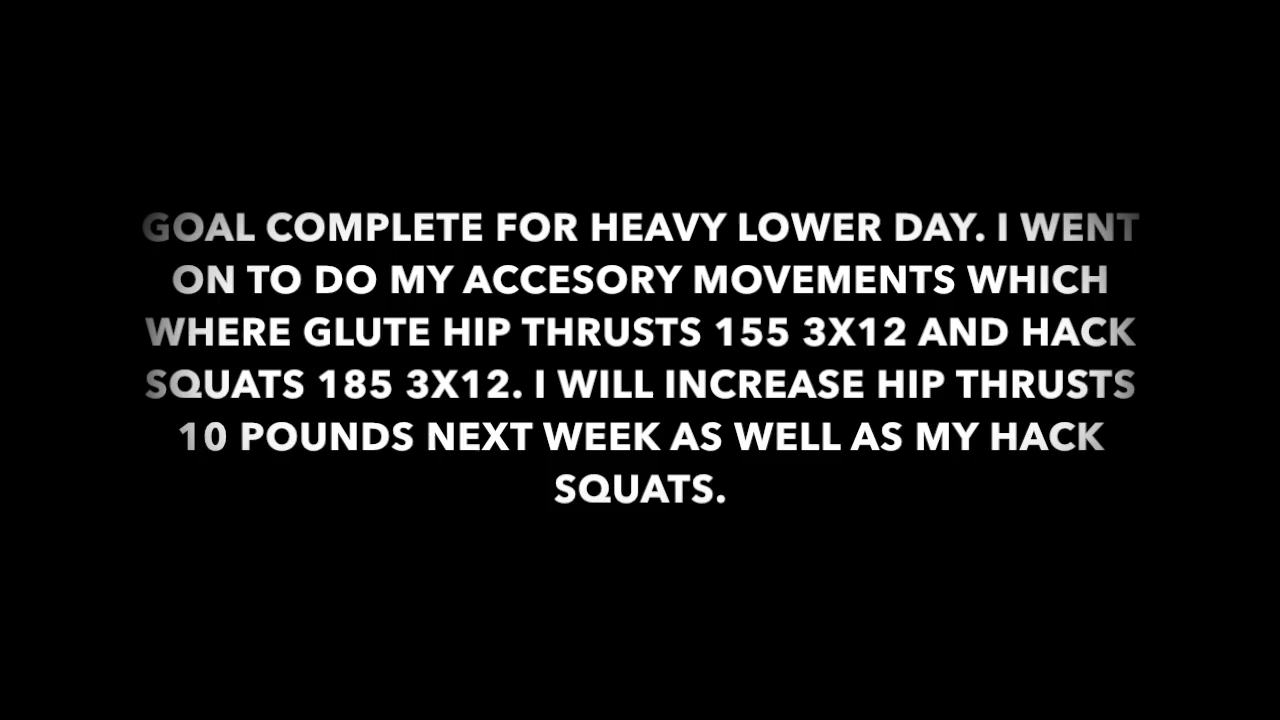 GOAL COMPLETE FOR HEAVY LOWER DAY. I WENT
ON TO DO MY ACCESORY MOVEMENTS WHICH
WHERE GLUTE HIP THRUSTS 155 3X12 AND HACK
SQUATS 185 3X12. I WILL INCREASE HIP THRUSTS
10 POUNDS NEXT WEEK AS WELL AS MY HACK
SQUATS.